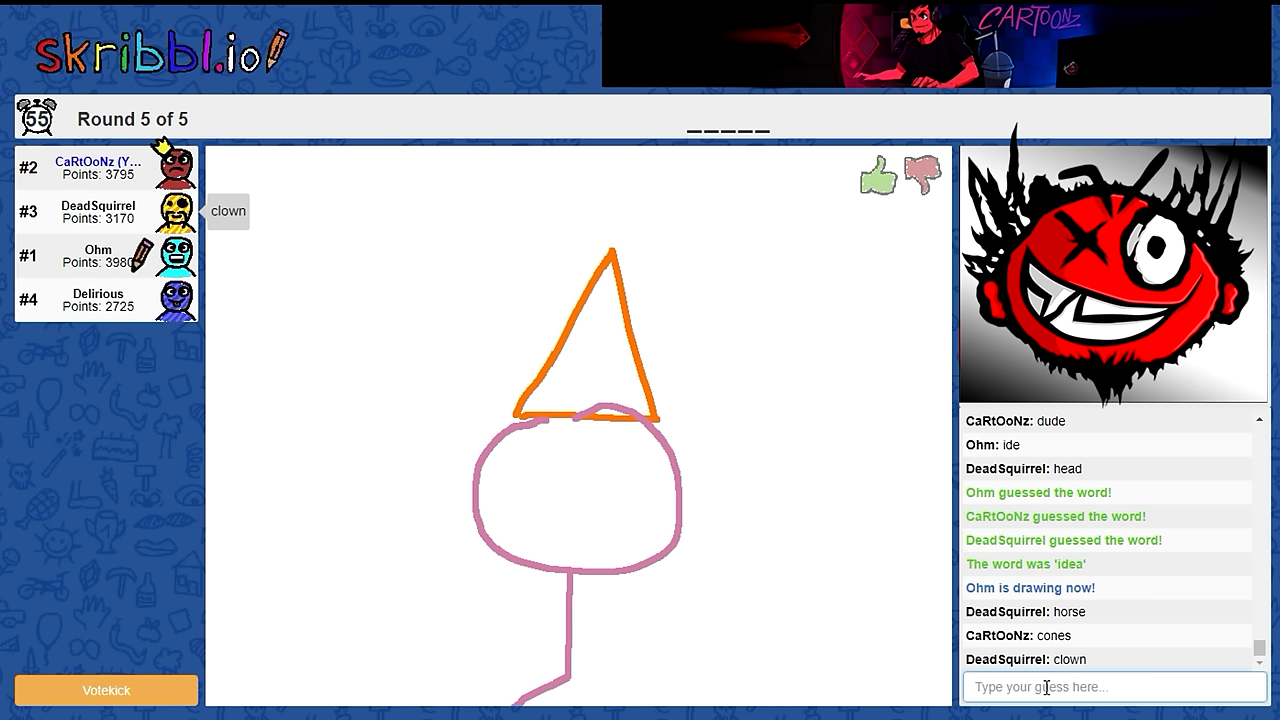 skribbl.io
CARTOONZ
55
Round 5 of 5
_ _ _ _ _
#2
CaRtOoNz (Y...
Points: 3795
#3
DeadSquirrel
Points: 3170
clown
#1
Ohm
Points: 3980
#4
Delirious
Points: 2725
CaRtOoNz: dude
Ohm: ide
DeadSquirrel: head
Ohm guessed the word!
CaRtOoNz guessed the word!
DeadSquirrel guessed the word!
The word was 'idea'
Ohm is drawing now!
DeadSquirrel: horse
CaRtOoNz: cones
DeadSquirrel: clown
Type your guess here...
Votekick